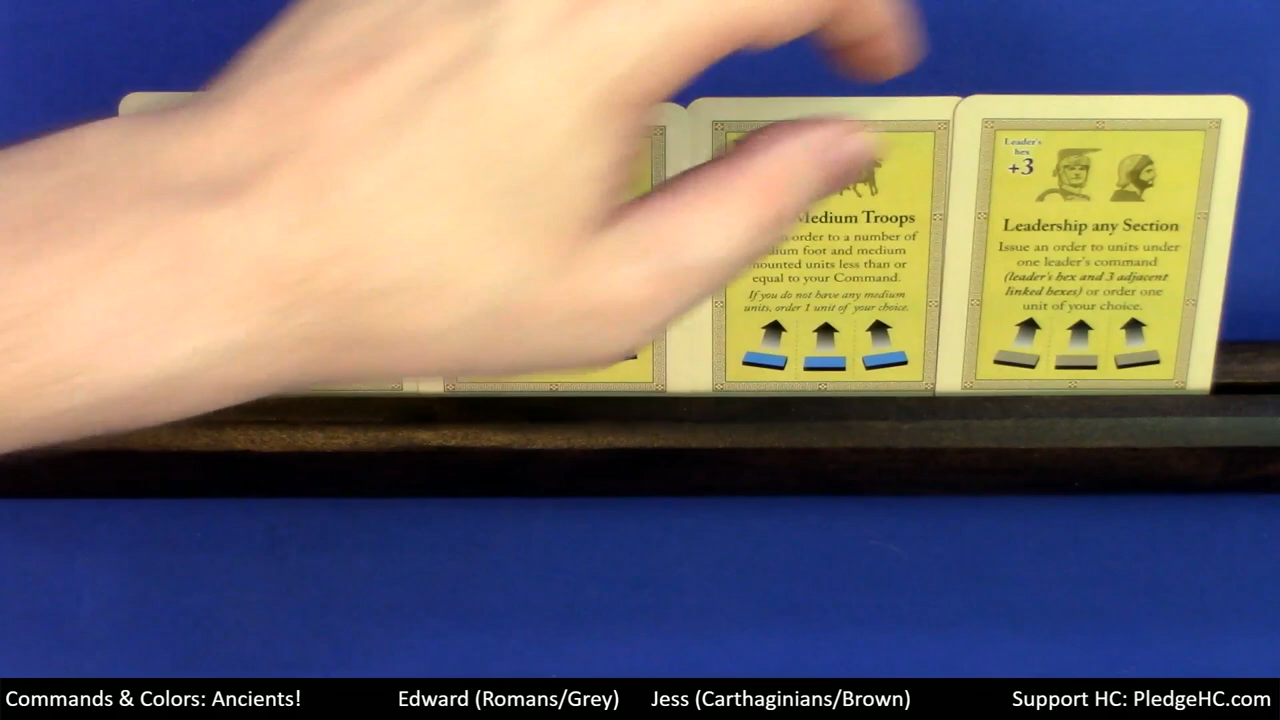 Medium Troops
order to a number of
foot and medium
mounted units less than or
equal to your Command.
If you do not have any medium
units, order 1 unit of your choice.
Leader's
hex
+3
Leadership any Section
Issue an order to units under
one leader's command
(leader's hex and 3 adjacent
linked hexes) or order one
unit of your choice.
Commands & Colors: Ancients! Edward (Romans/Grey) Jess (Carthaginians/Brown) Support HC: PledgeHC.com